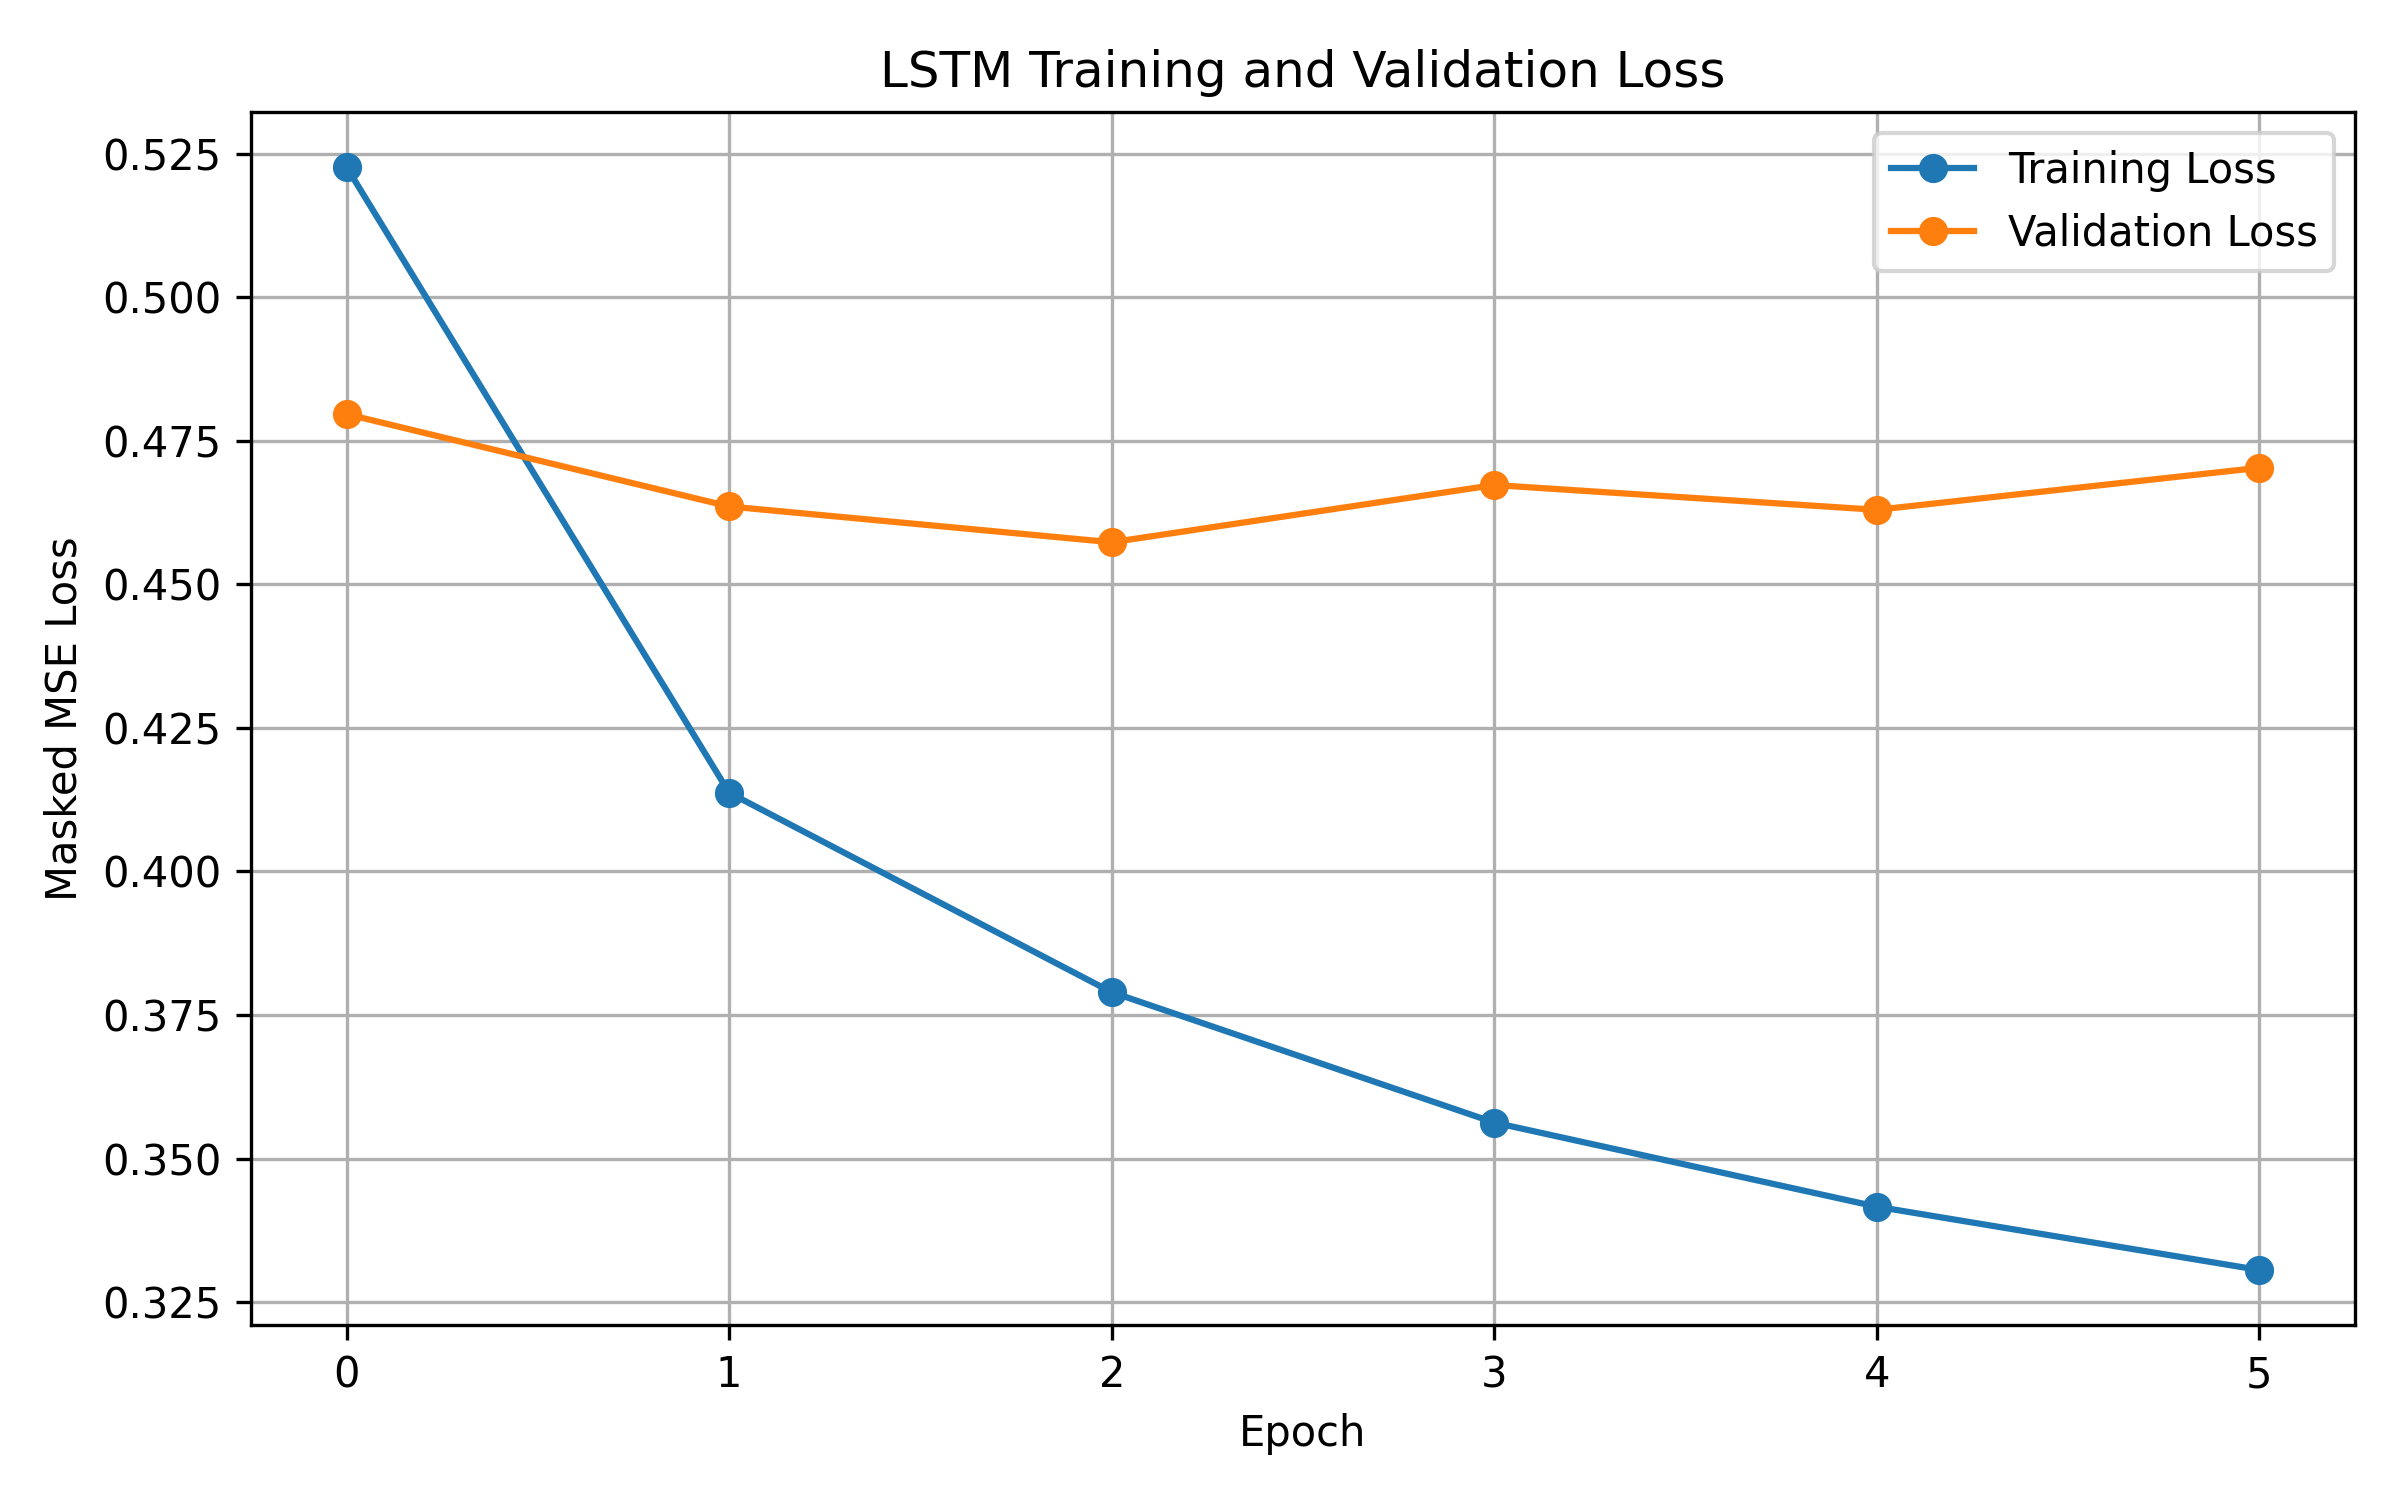 LSTM Training and Validation Loss
Training Loss
Validation Loss
Masked MSE Loss
0.525
0.500
0.475
0.450
0.425
0.400
0.375
0.350
0.325
0 1 2 3 4 5
Epoch